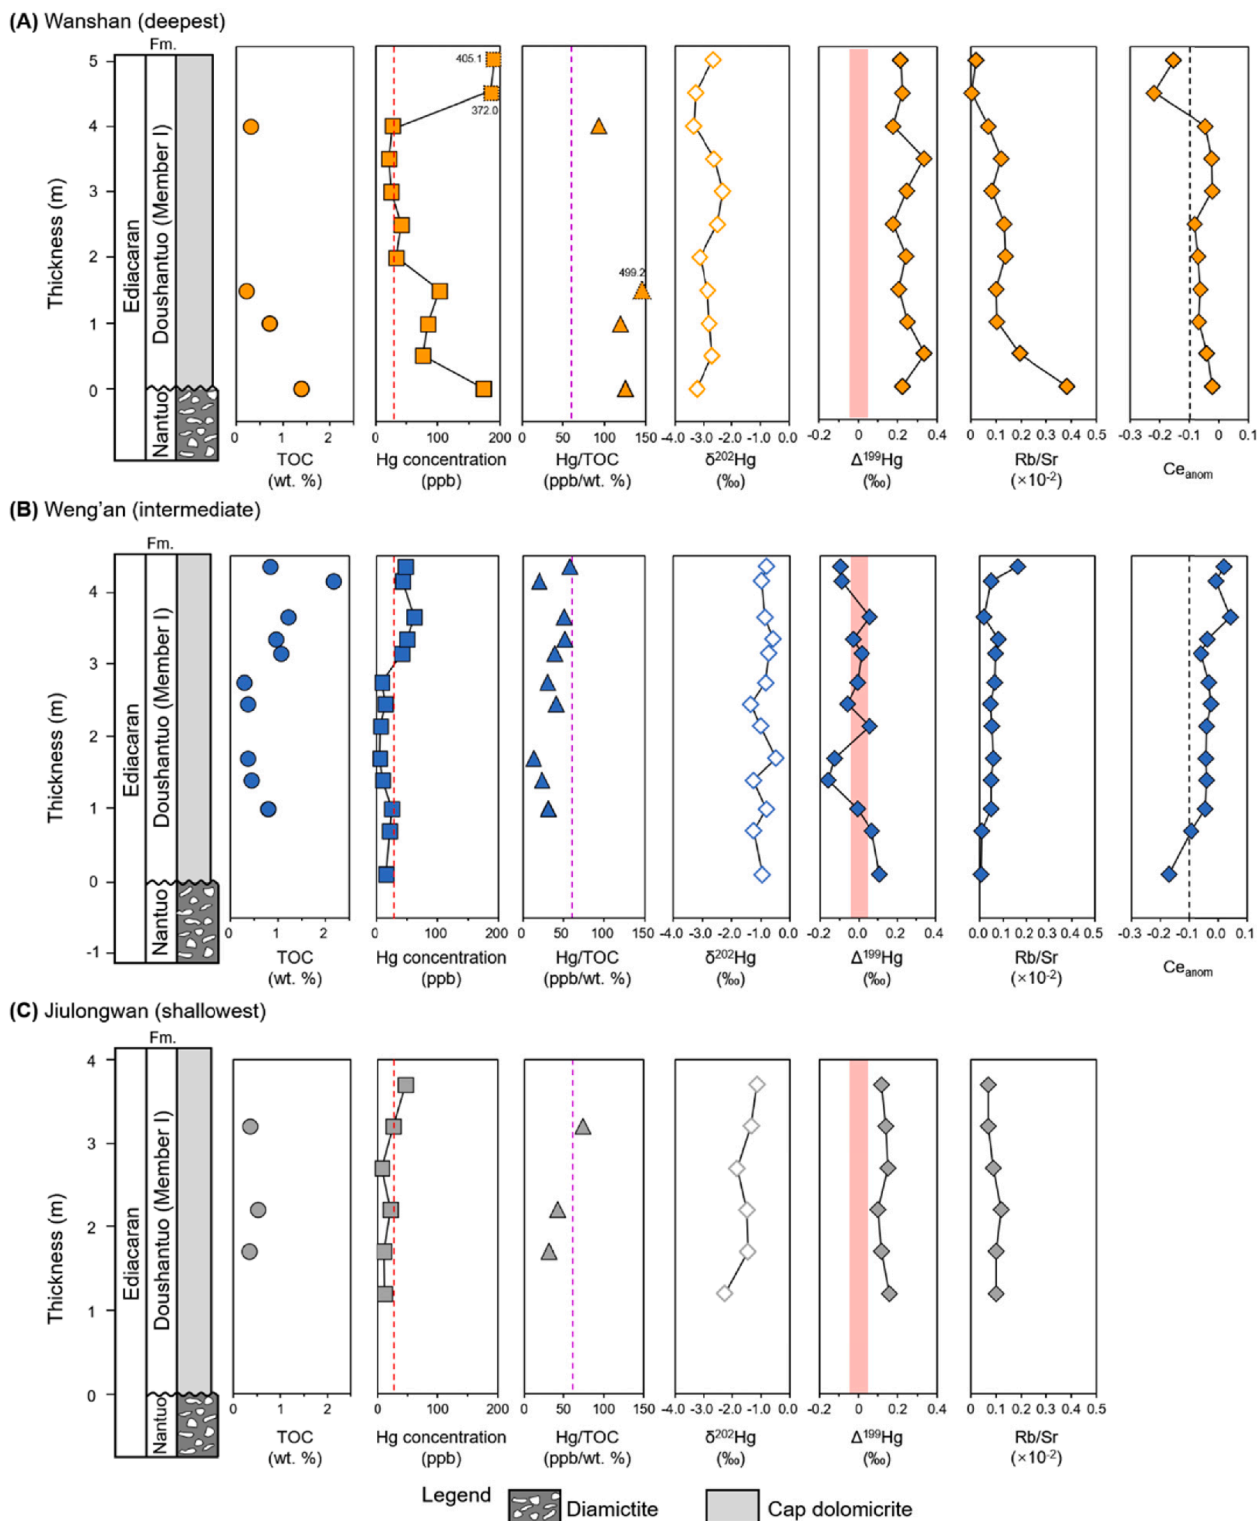 (A) Wanshan (deepest)
Fm.
Thickness (m)
5
4
3
2
1
0
Ediacaran
Doushantuo (Member I)
Nantuo
405.1
372.0
499.2
0 1 2
0 100 200
0 50 100 150
-4.0 -3.0 -2.0 -1.0 0.0
-0.2 0 0.2 0.4
0 0.1 0.2 0.3 0.4 0.5
-0.3 -0.2 -0.1 0.0 0.1
TOC
(wt. %)
Hg concentration
(ppb)
Hg/TOC
(ppb/wt. %)
δ²⁰²Hg
(‰)
Δ¹⁹⁹Hg
(‰)
Rb/Sr
(×10⁻²)
Ce_anom
(B) Weng’an (intermediate)
Fm.
Thickness (m)
4
3
2
1
0
-1
Ediacaran
Doushantuo (Member I)
Nantuo
0 1 2
0 100 200
0 50 100 150
-4.0 -3.0 -2.0 -1.0 0.0
-0.2 0 0.2 0.4
0 0.1 0.2 0.3 0.4 0.5
-0.3 -0.2 -0.1 0.0 0.1
TOC
(wt. %)
Hg concentration
(ppb)
Hg/TOC
(ppb/wt. %)
δ²⁰²Hg
(‰)
Δ¹⁹⁹Hg
(‰)
Rb/Sr
(×10⁻²)
Ce_anom
(C) Jiulongwan (shallowest)
Fm.
Thickness (m)
4
3
2
1
0
Ediacaran
Doushantuo (Member I)
Nantuo
0 1 2
0 100 200
0 50 100 150
-4.0 -3.0 -2.0 -1.0 0.0
-0.2 0 0.2 0.4
0 0.1 0.2 0.3 0.4 0.5
TOC
(wt. %)
Hg concentration
(ppb)
Hg/TOC
(ppb/wt. %)
δ²⁰²Hg
(‰)
Δ¹⁹⁹Hg
(‰)
Rb/Sr
(×10⁻²)
Legend
Diamictite
Cap dolomicrite